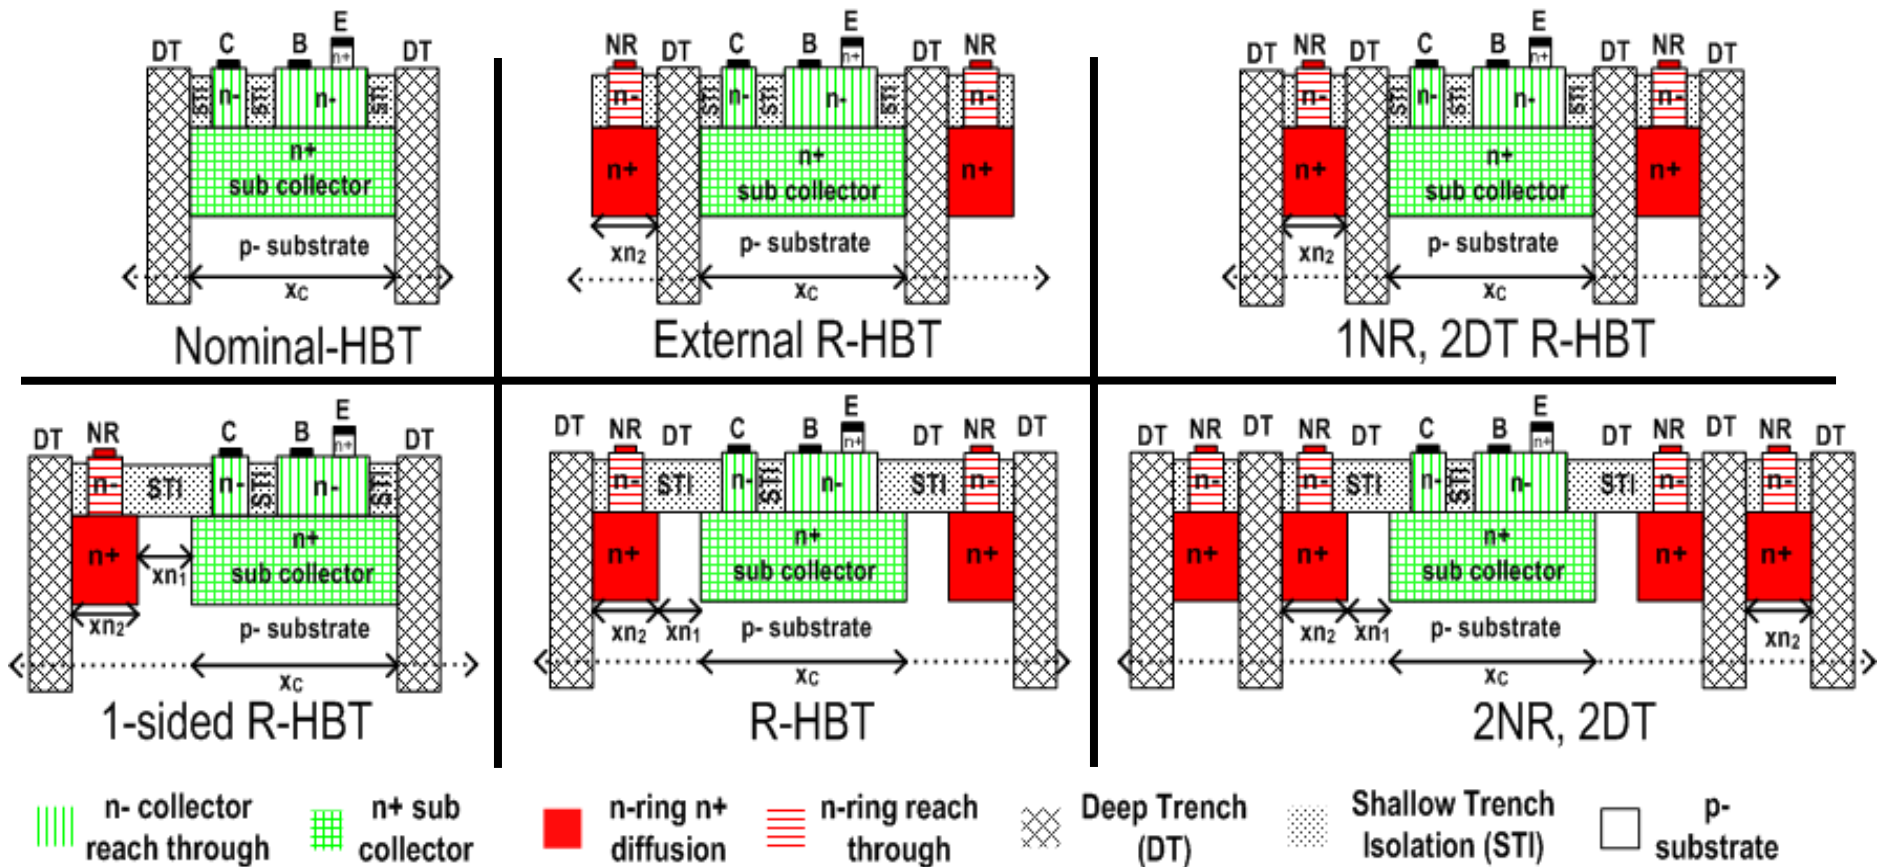 E
DT C B DT
n+
STI n- STI n- STI
n+
sub collector
p- substrate
xC
Nominal-HBT
E
NR C B NR
n+
n- STI n- STI n- STI n-
n+ n+ n+
sub collector
p- substrate
xn2
xC
External R-HBT
E
DT NR DT C B DT NR DT
n+
n- STI n- STI n- STI n-
n+ n+ n+
sub collector
p- substrate
xn2
xC
1NR, 2DT R-HBT
E
DT NR C B DT
n+
n- STI n- STI n- STI
n+ n+
sub collector
xn1
xn2 p- substrate
xC
1-sided R-HBT
E
DT NR DT C B DT NR DT
n+
n- STI n- STI n- STI n-
n+ n+ n+
sub collector
xn2 xn1 p- substrate
xC
R-HBT
E
DT NR DT NR DT C B DT NR DT NR DT
n+
n- n- STI n- STI n- STI n- n-
n+ n+ n+ n+ n+
sub collector
xn2 xn1 p- substrate xn2
xC
2NR, 2DT
n- collector
reach through
n+ sub
collector
n-ring n+
diffusion
n-ring reach
through
Deep Trench
(DT)
Shallow Trench
Isolation (STI)
p-
substrate